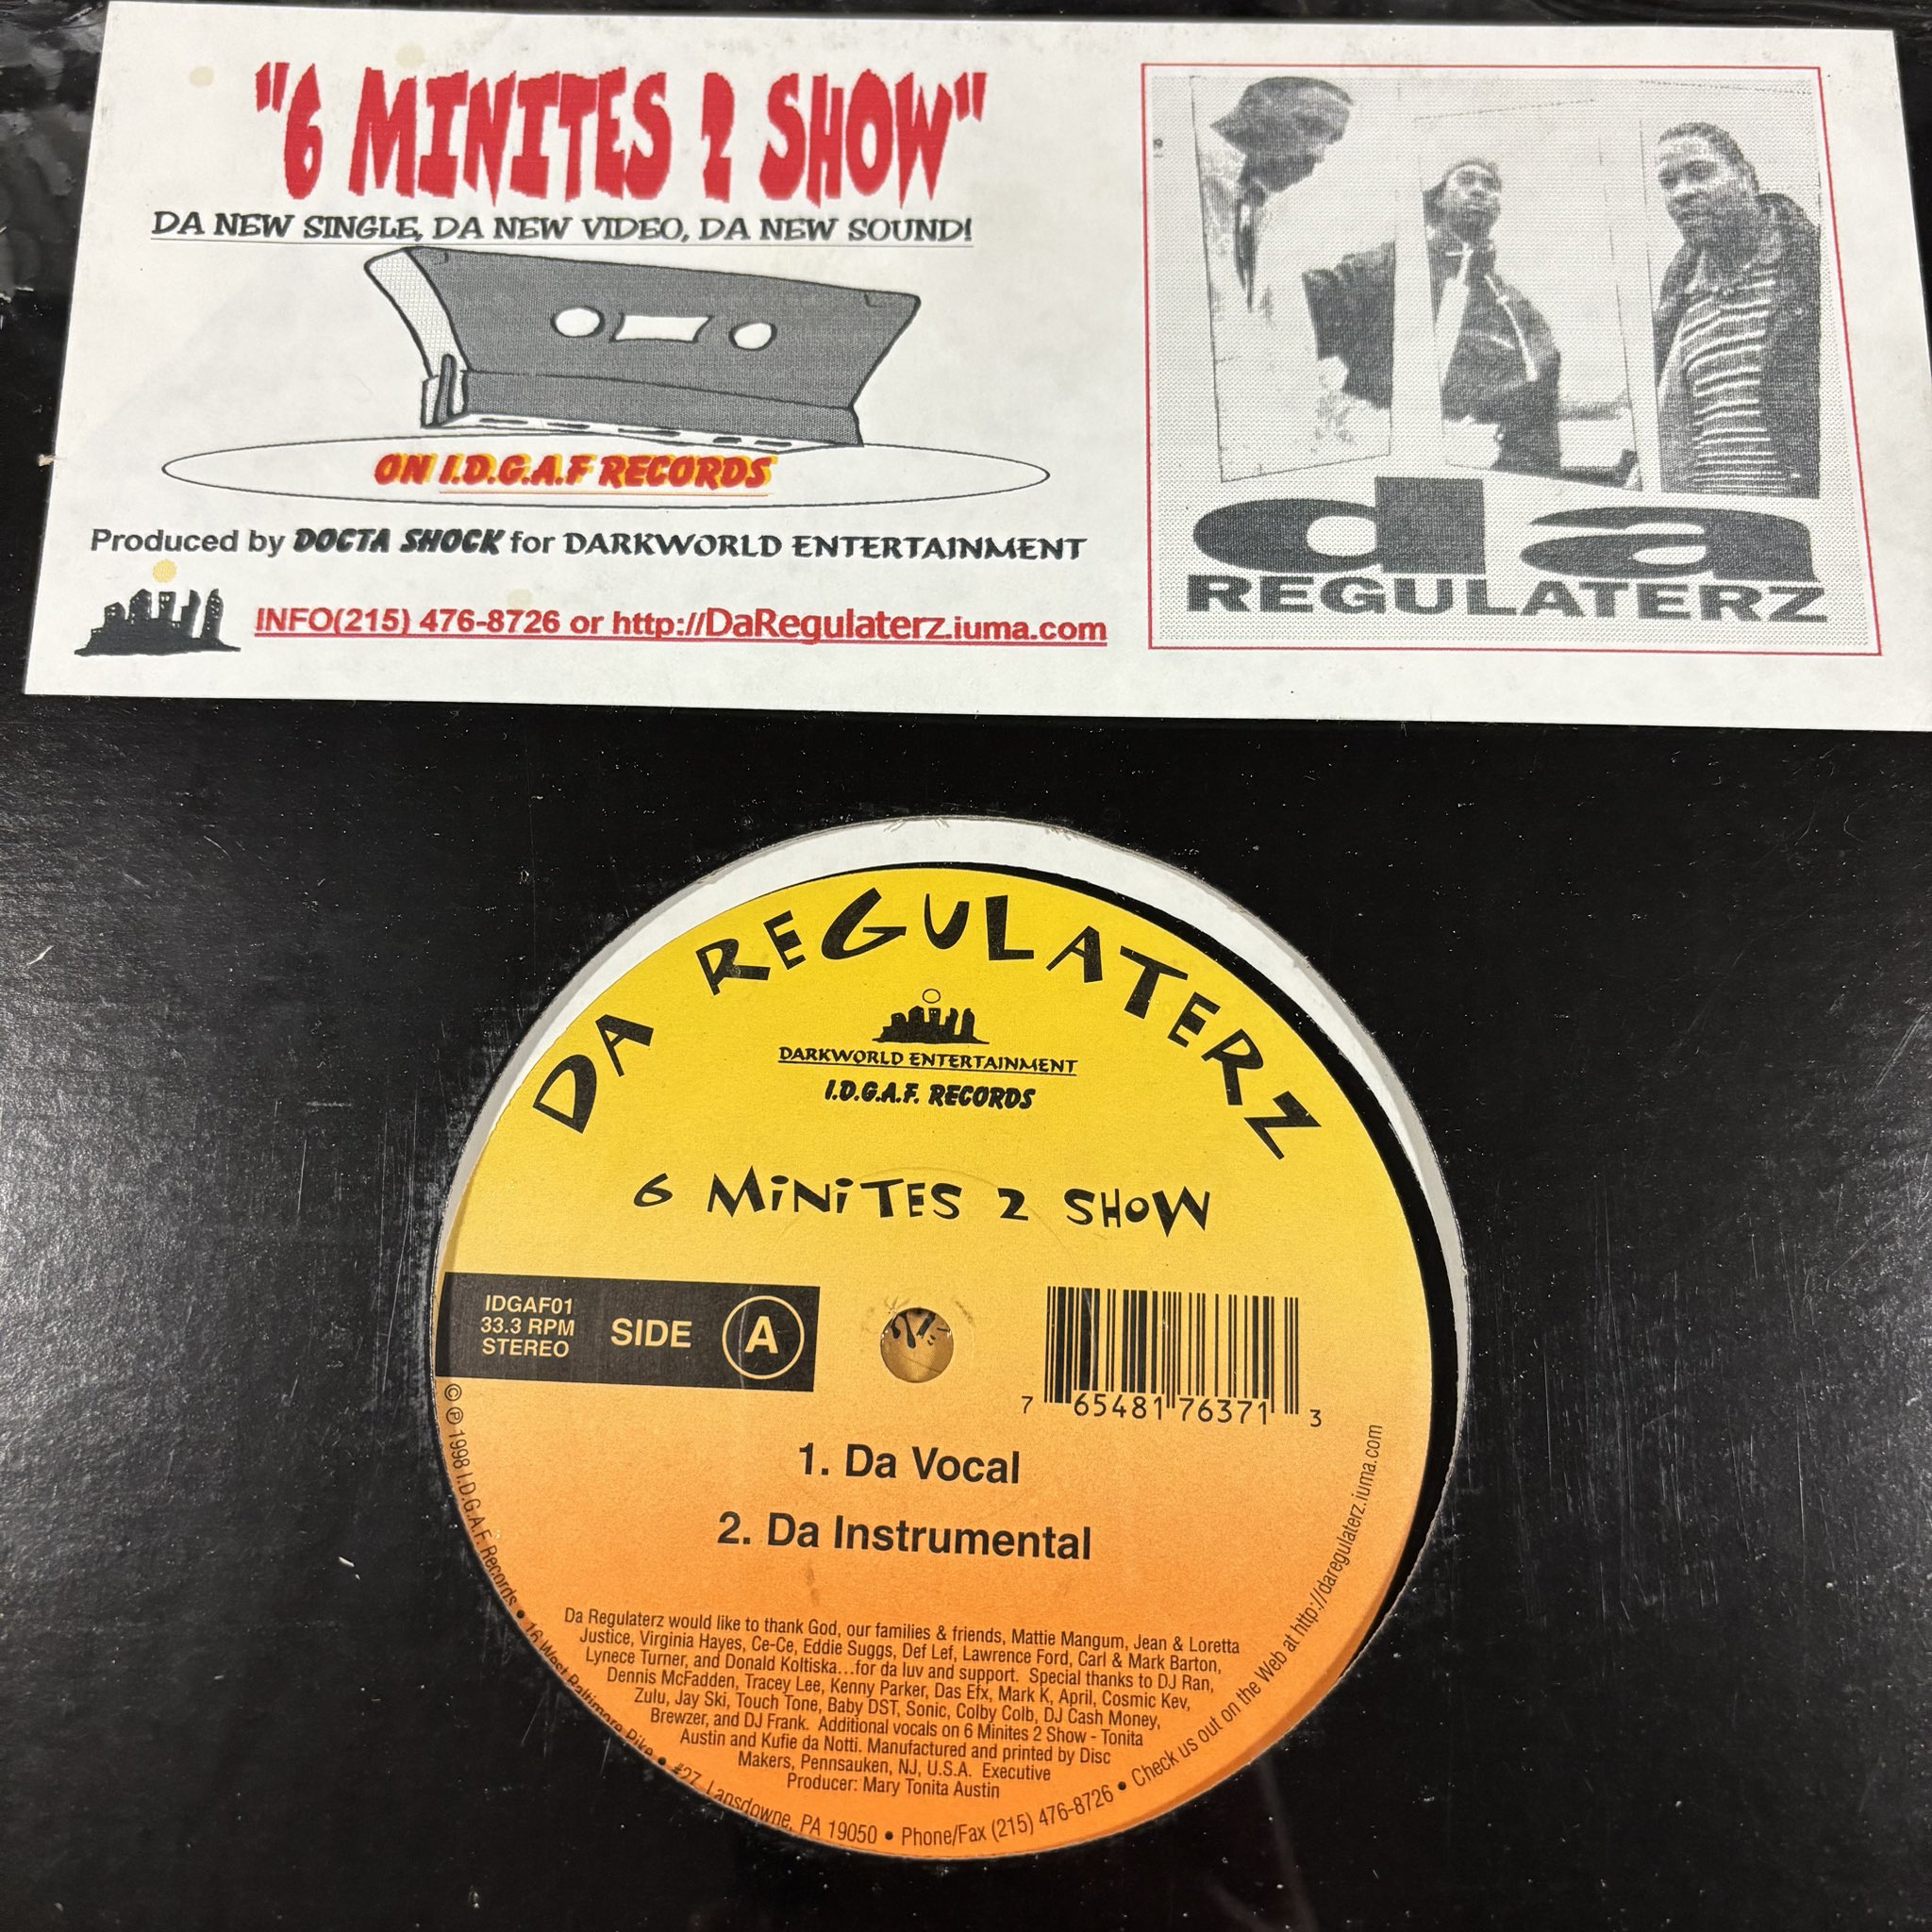 "6 MINITES 2 SHOW"
DA NEW SINGLE, DA NEW VIDEO, DA NEW SOUND!
ON I.D.G.A.F RECORDS
Produced by DOCTA SHOCK for DARKWORLD ENTERTAINMENT
INFO(215) 476-8726 or http://DaRegulaterz.iuma.com
da
REGULATERZ
DA REGULATERZ
DARKWORLD ENTERTAINMENT
I.D.G.A.F. RECORDS
6 MiNiTES 2 SHOW
IDGAF01
33.3 RPM
STEREO
SIDE A
7 65481 76371 3
1. Da Vocal
2. Da Instrumental
Da Regulaterz would like to thank God, our families & friends, Mattie Mangum, Jean & Loretta
Justice, Virginia Hayes, Ce-Ce, Eddie Suggs, Def Lef, Lawrence Ford, Carl & Mark Barton,
Lynece Turner, and Donald Koltiska...for da luv and support. Special thanks to DJ Ran,
Dennis McFadden, Tracey Lee, Kenny Parker, Das Efx, Mark K, April, Cosmic Kev,
Zulu, Jay Ski, Touch Tone, Baby DST, Sonic, Colby Colb, DJ Cash Money,
Brewzer, and DJ Frank. Additional vocals on 6 Minites 2 Show - Tonita
Austin and Kufie da Notti. Manufactured and printed by Disc
Makers, Pennsauken, NJ, U.S.A. Executive
Producer: Mary Tonita Austin
© ℗ 1998 I.D.G.A.F. Records • 16 West Baltimore Pike • #27, Lansdowne, PA 19050 • Phone/Fax (215) 476-8726 • Check us out on the Web at http://daregulaterz.iuma.com